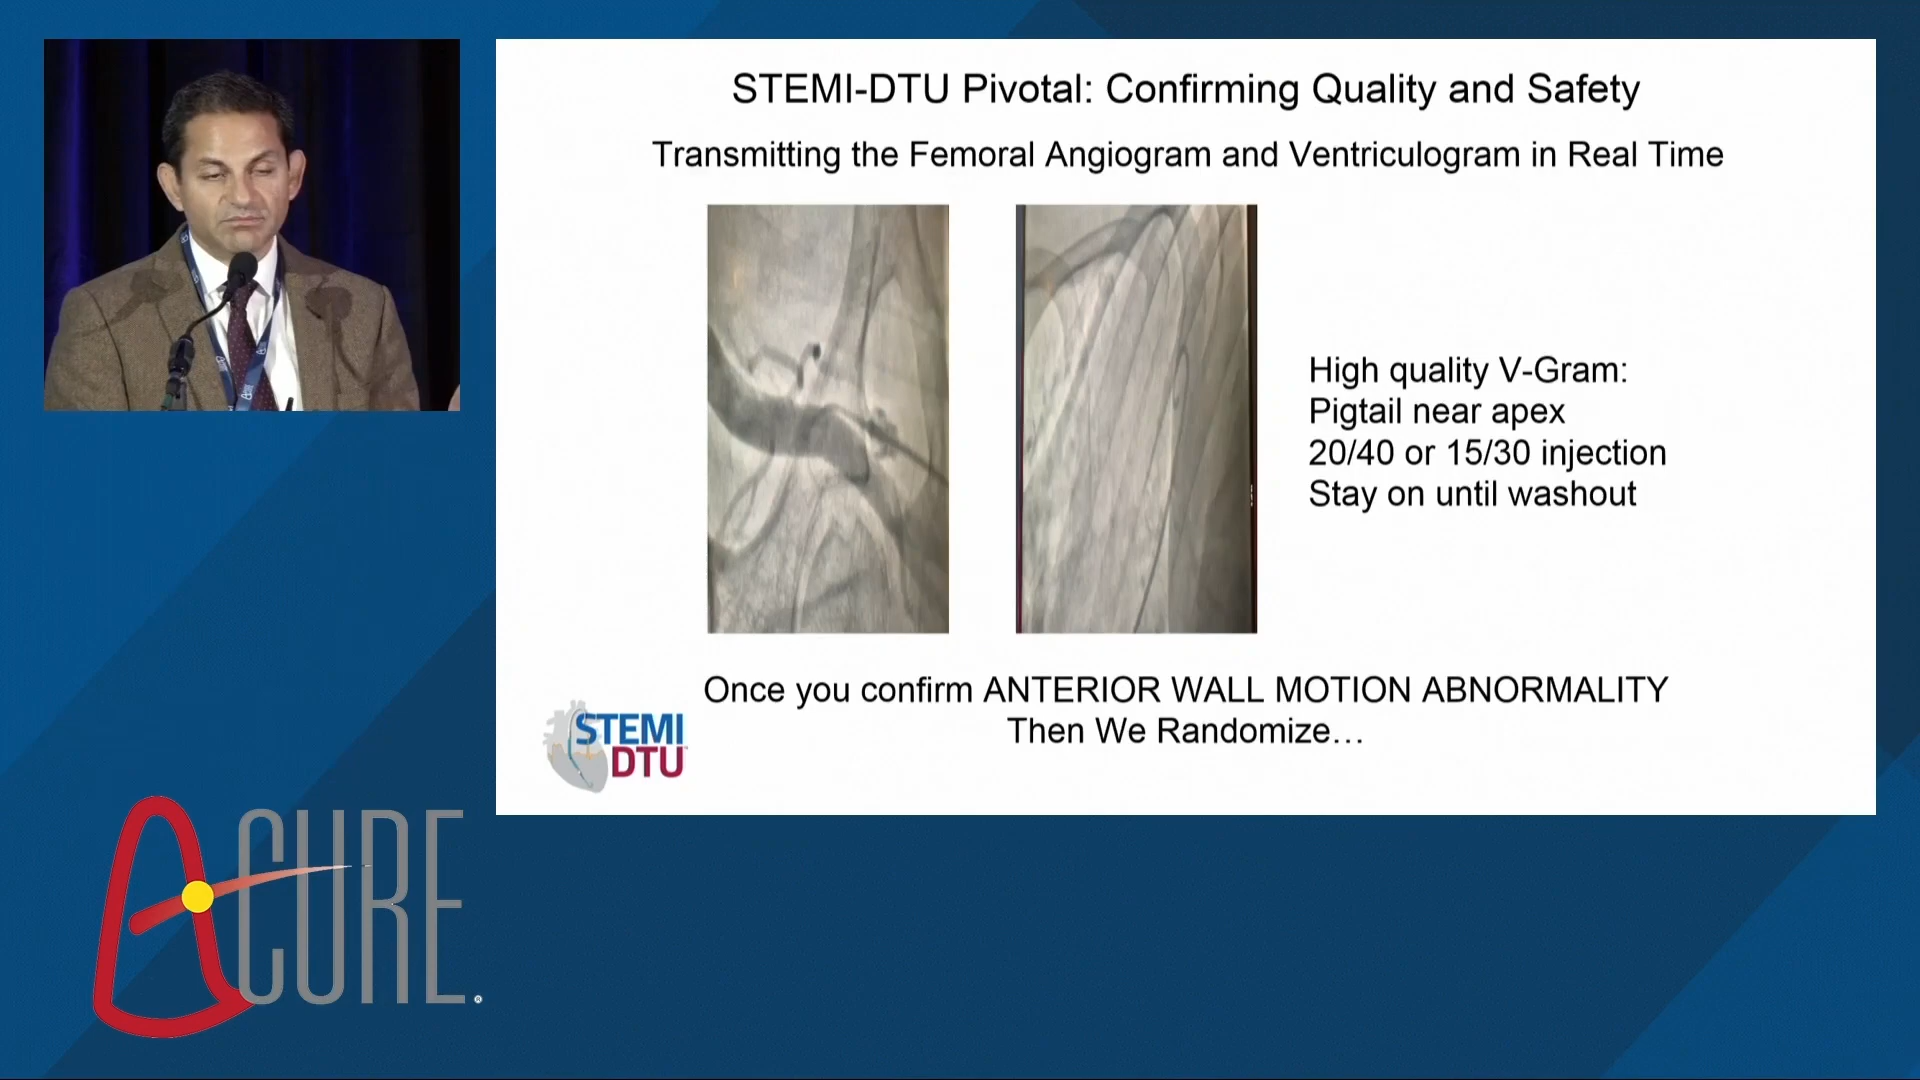 STEMI-DTU Pivotal: Confirming Quality and Safety
Transmitting the Femoral Angiogram and Ventriculogram in Real Time
High quality V-Gram:
Pigtail near apex
20/40 or 15/30 injection
Stay on until washout
Once you confirm ANTERIOR WALL MOTION ABNORMALITY
Then We Randomize…
STEMI
DTU
A-CURE.®